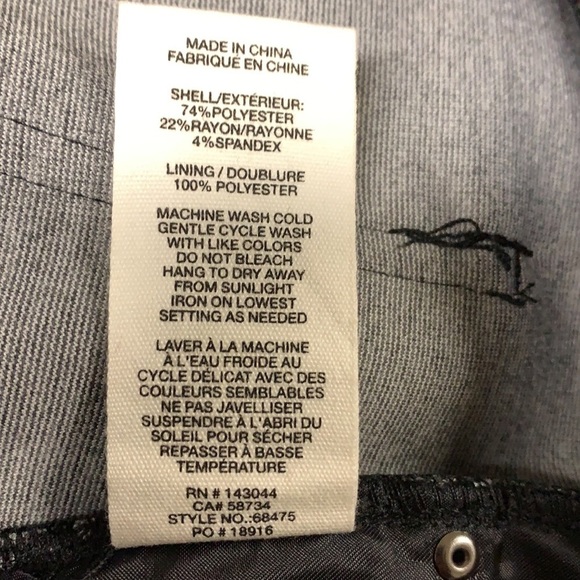 MADE IN CHINA
FABRIQUÉ EN CHINE
SHELL/EXTÉRIEUR:
74%POLYESTER
22%RAYON/RAYONNE
4%SPANDEX
LINING / DOUBLURE
100% POLYESTER
MACHINE WASH COLD
GENTLE CYCLE WASH
WITH LIKE COLORS
DO NOT BLEACH
HANG TO DRY AWAY
FROM SUNLIGHT
IRON ON LOWEST
SETTING AS NEEDED
LAVER À LA MACHINE
À L'EAU FROIDE AU
CYCLE DÉLICAT AVEC DES
COULEURS SEMBLABLES
NE PAS JAVELLISER
SUSPENDRE À L'ABRI DU
SOLEIL POUR SÉCHER
REPASSER À BASSE
TEMPÉRATURE
RN # 143044
CA# 58734
STYLE NO.:68475
PO # 18916